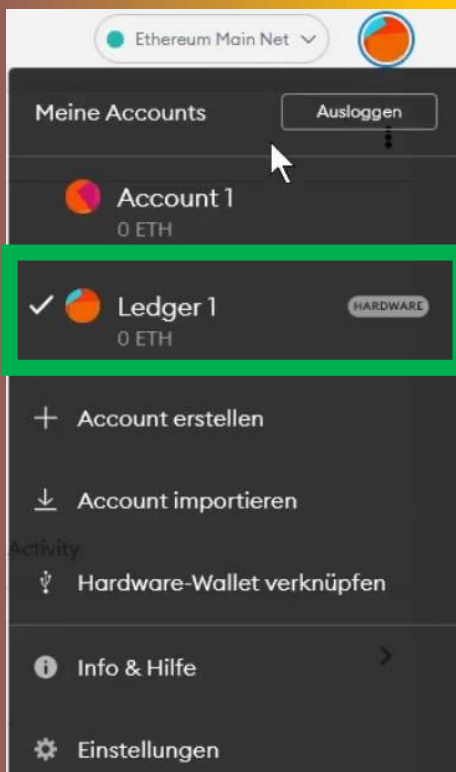 Ethereum Main Net
Meine Accounts
Ausloggen
Account 1
0 ETH
Ledger 1
HARDWARE
0 ETH
Account erstellen
Account importieren
Activity
Hardware-Wallet verknüpfen
Info & Hilfe
Einstellungen